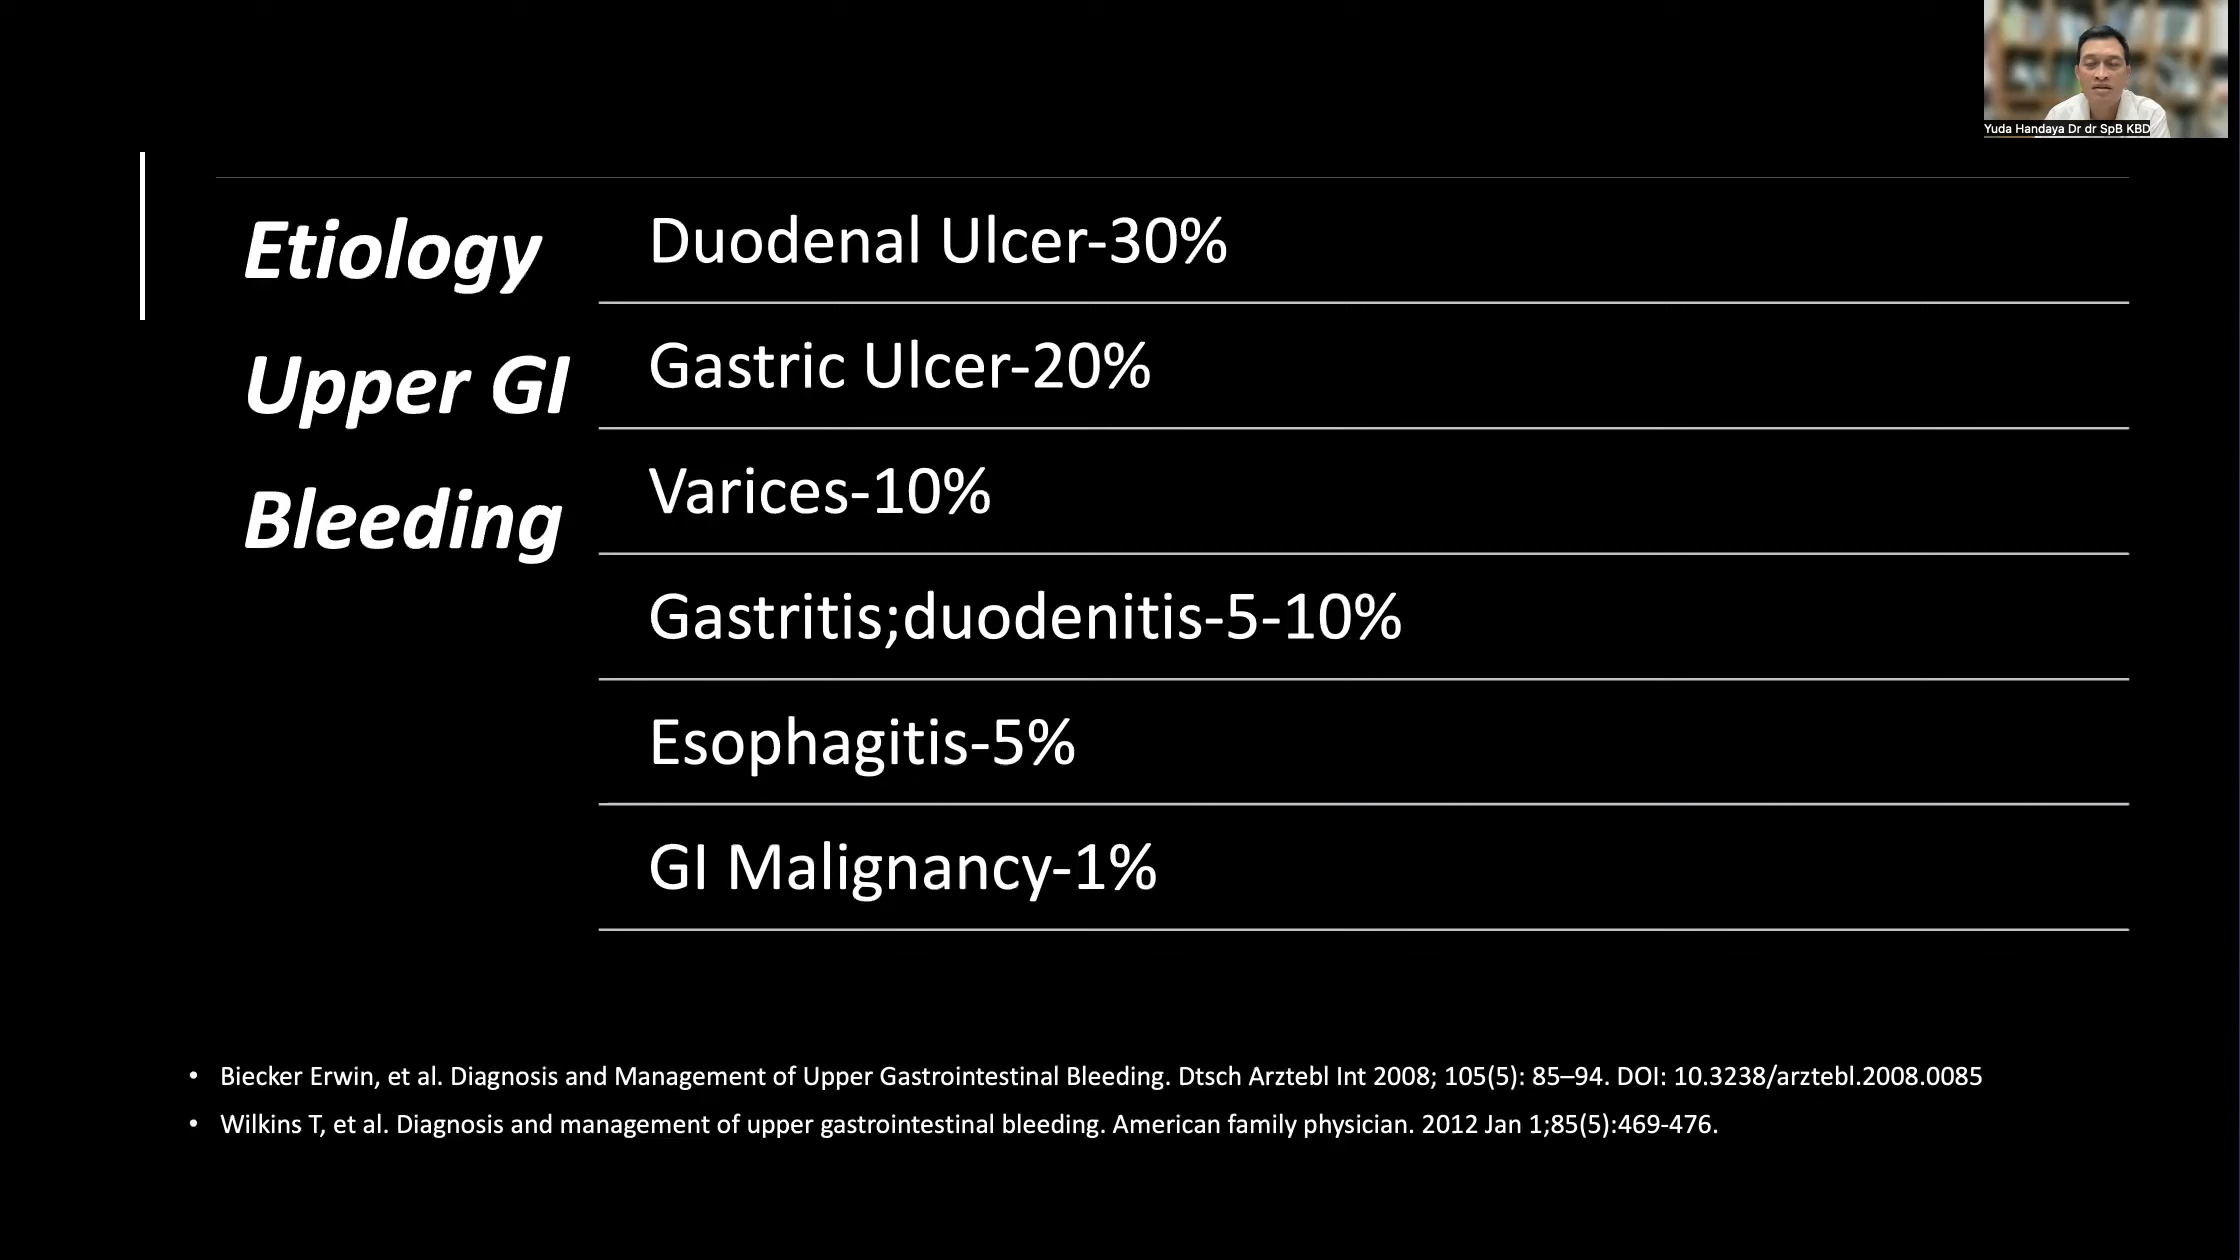 Yuda Handaya Dr dr SpB KBD
Etiology
Upper GI
Bleeding
Duodenal Ulcer-30%
Gastric Ulcer-20%
Varices-10%
Gastritis;duodenitis-5-10%
Esophagitis-5%
GI Malignancy-1%
• Biecker Erwin, et al. Diagnosis and Management of Upper Gastrointestinal Bleeding. Dtsch Arztebl Int 2008; 105(5): 85–94. DOI: 10.3238/arztebl.2008.0085
• Wilkins T, et al. Diagnosis and management of upper gastrointestinal bleeding. American family physician. 2012 Jan 1;85(5):469-476.